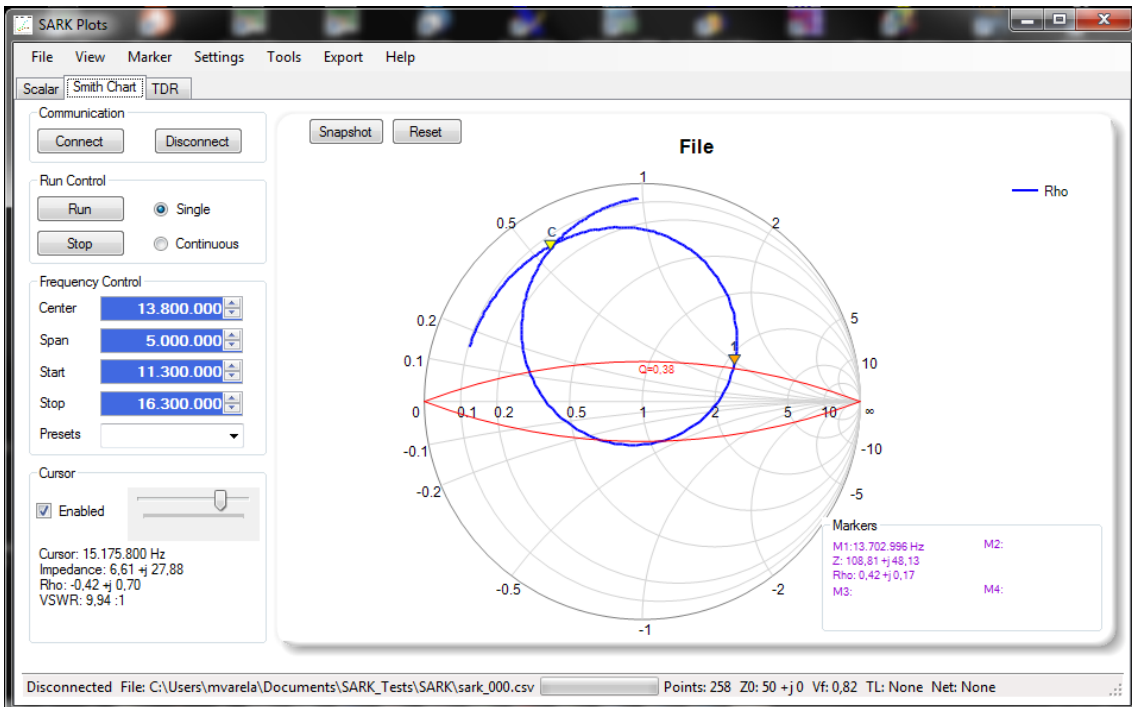 SARK Plots
File View Marker Settings Tools Export Help
Scalar Smith Chart TDR
Communication
Connect Disconnect
Run Control
Run Single
Stop Continuous
Frequency Control
Center 13.800.000
Span 5.000.000
Start 11.300.000
Stop 16.300.000
Presets
Cursor
Enabled
Cursor: 15.175.800 Hz
Impedance: 6,61 +j 27,88
Rho: -0,42 +j 0,70
VSWR: 9,94 :1
Snapshot Reset
File
Rho
1
0.5 2
C
0.2 5
1
0.1 10
Q=0,38
0 0.1 0.2 0.5 1 2 5 10 ∞
-0.1 -10
-0.2 -5
-0.5 -2
-1
Markers
M1:13.702.996 Hz M2:
Z: 108,81 +j 48,13
Rho: 0,42 +j 0,17
M3: M4:
Disconnected File: C:\Users\mvarela\Documents\SARK_Tests\SARK\sark_000.csv Points: 258 Z0: 50 +j 0 Vf: 0,82 TL: None Net: None